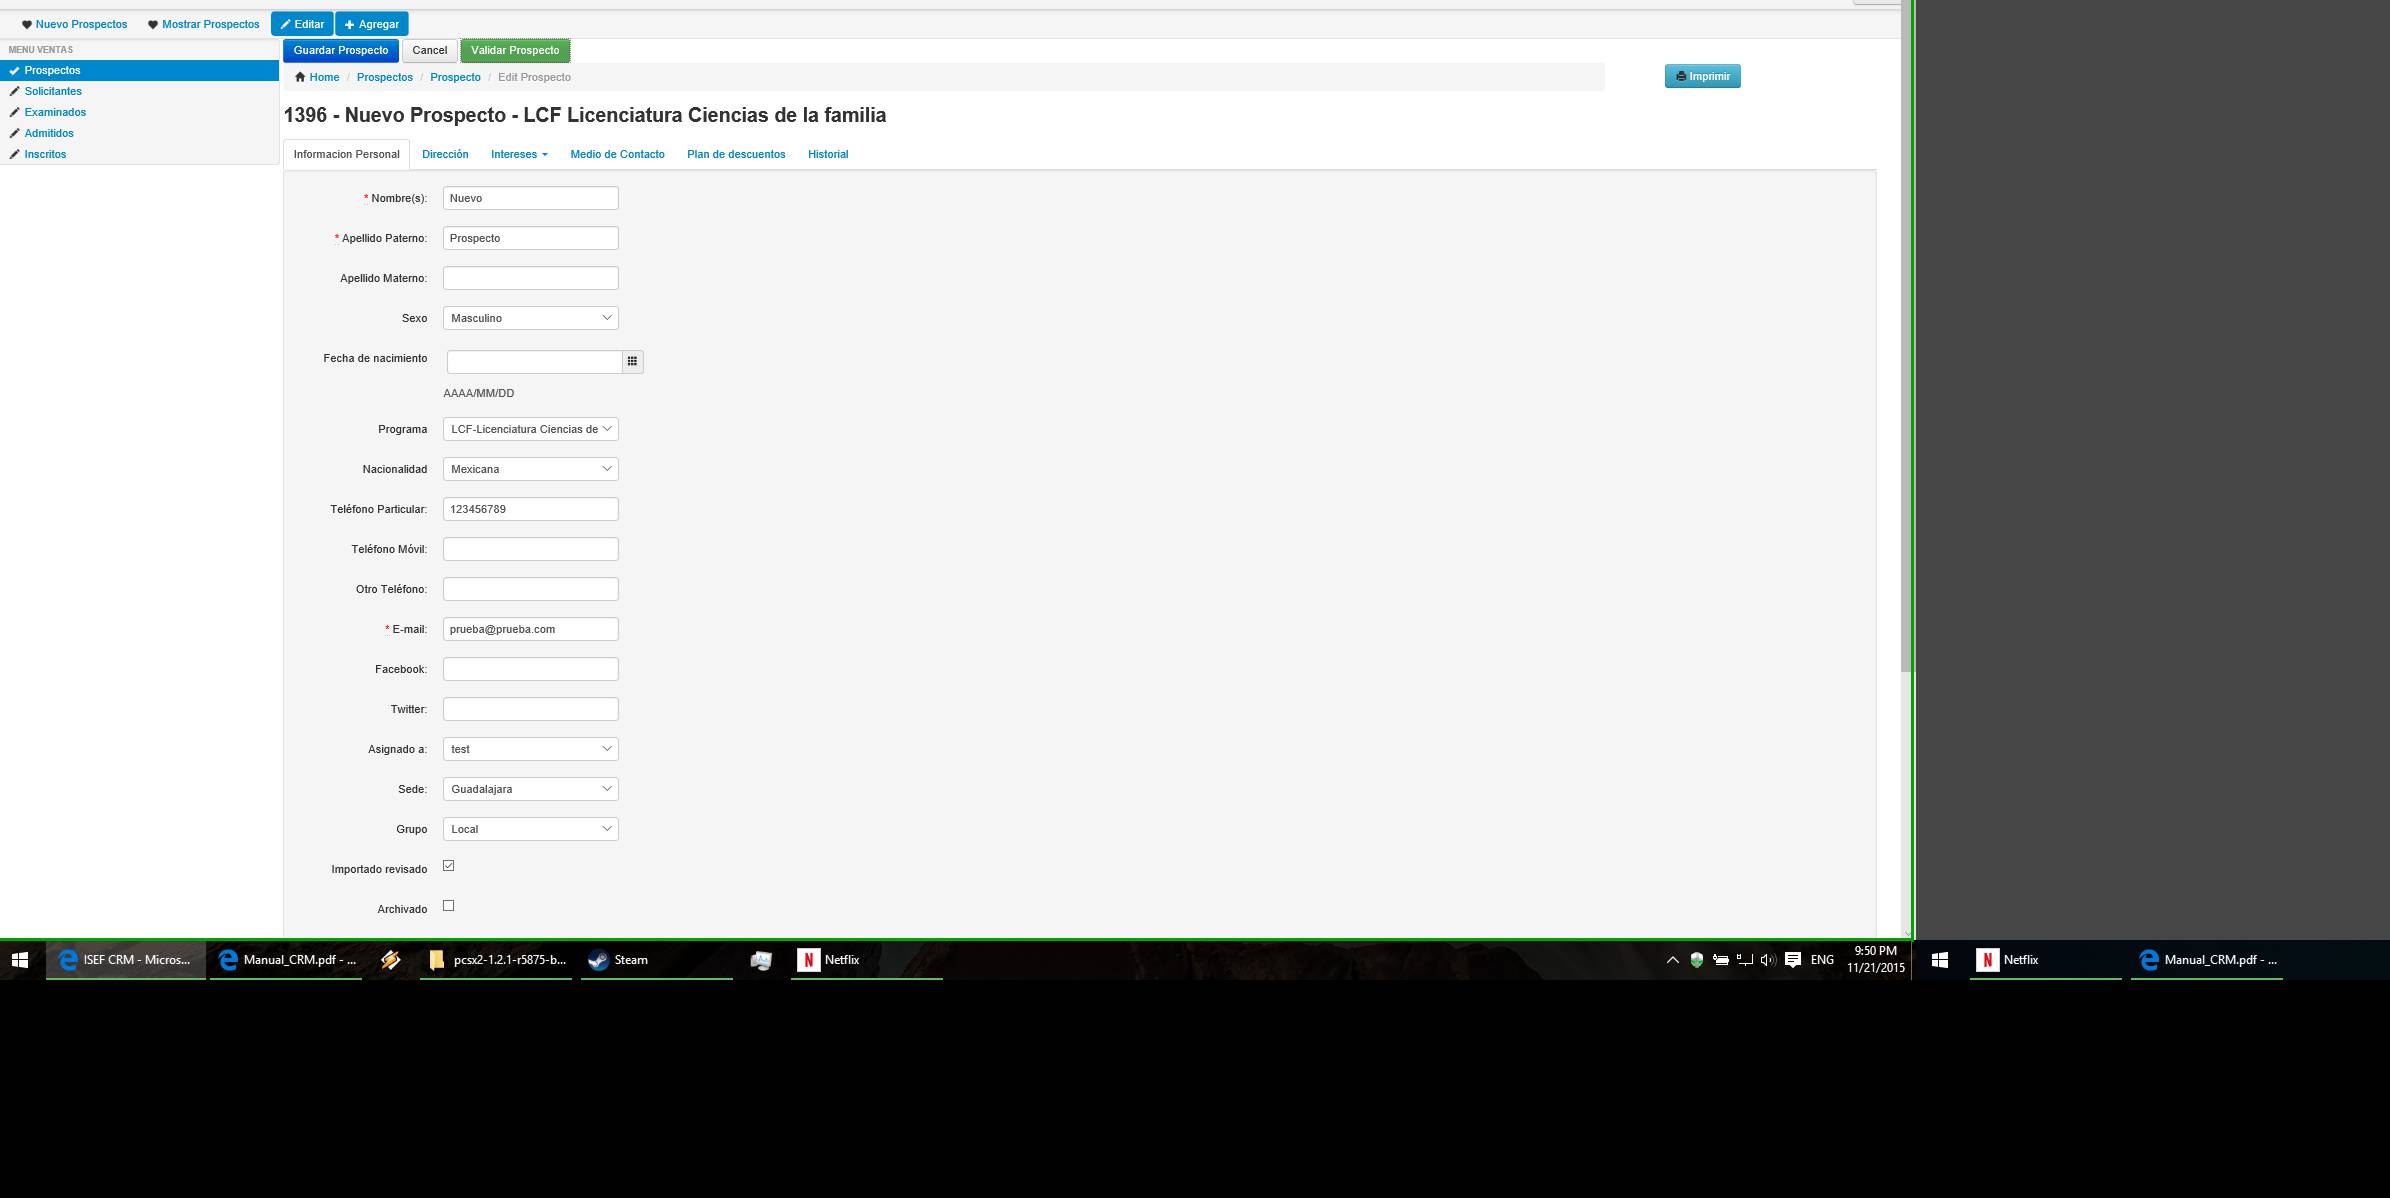 Nuevo Prospectos Mostrar Prospectos Editar Agregar
MENU VENTAS
Guardar Prospecto Cancel Validar Prospecto
Prospectos
Solicitantes
Examinados
Admitidos
Inscritos
Home / Prospectos / Prospecto / Edit Prospecto
Imprimir
1396 - Nuevo Prospecto - LCF Licenciatura Ciencias de la familia
Informacion Personal Dirección Intereses Medio de Contacto Plan de descuentos Historial
* Nombre(s): Nuevo
* Apellido Paterno: Prospecto
Apellido Materno:
Sexo Masculino
Fecha de nacimiento
AAAA/MM/DD
Programa LCF-Licenciatura Ciencias de
Nacionalidad Mexicana
Teléfono Particular: 123456789
Teléfono Móvil:
Otro Teléfono:
* E-mail: prueba@prueba.com
Facebook:
Twitter:
Asignado a: test
Sede: Guadalajara
Grupo Local
Importado revisado
Archivado
ISEF CRM - Micros... Manual_CRM.pdf - ... pcsx2-1.2.1-r5875-b... Steam N Netflix ENG 9:50 PM
11/21/2015
N Netflix Manual_CRM.pdf - ...